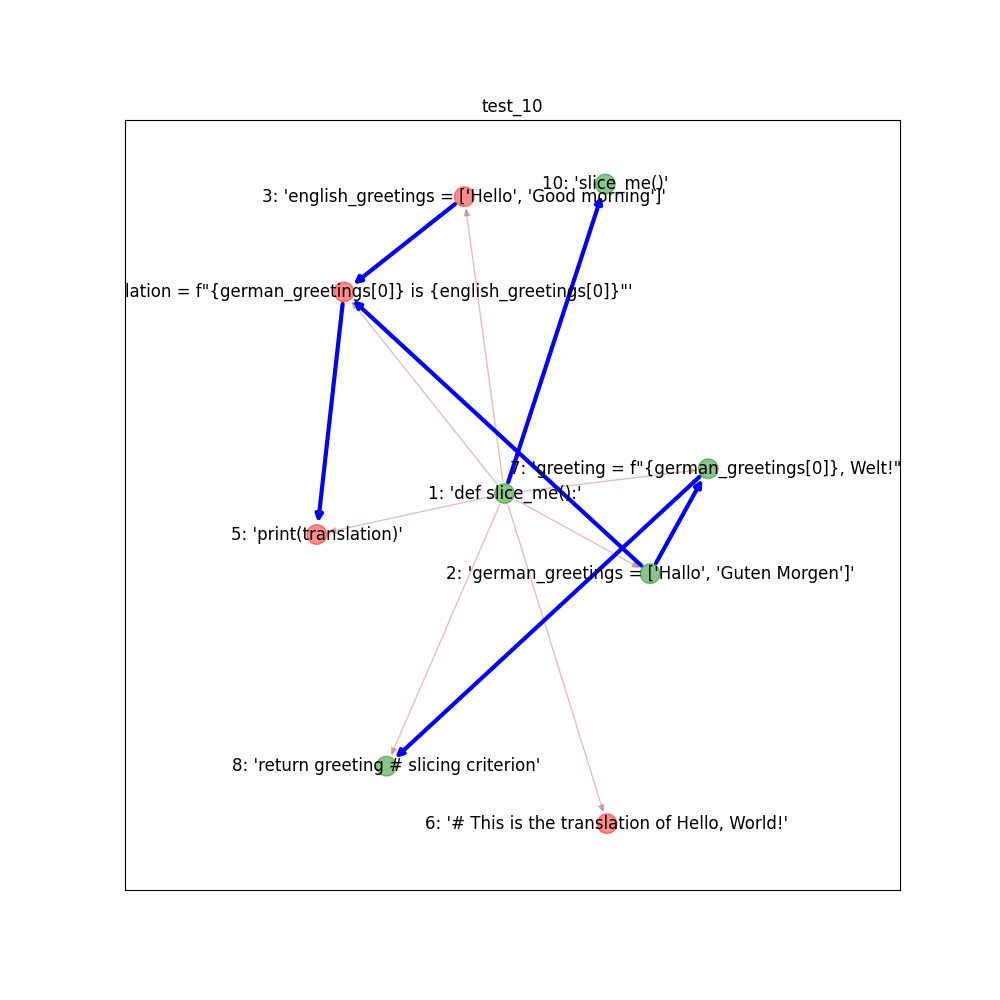 test_10
10: 'slice_me()'
3: 'english_greetings = ['Hello', 'Good morning']'
lation = f"{german_greetings[0]} is {english_greetings[0]}"'
7: 'greeting = f"{german_greetings[0]}, Welt!"
1: 'def slice_me():'
5: 'print(translation)'
2: 'german_greetings = ['Hallo', 'Guten Morgen']'
8: 'return greeting # slicing criterion'
6: '# This is the translation of Hello, World!'